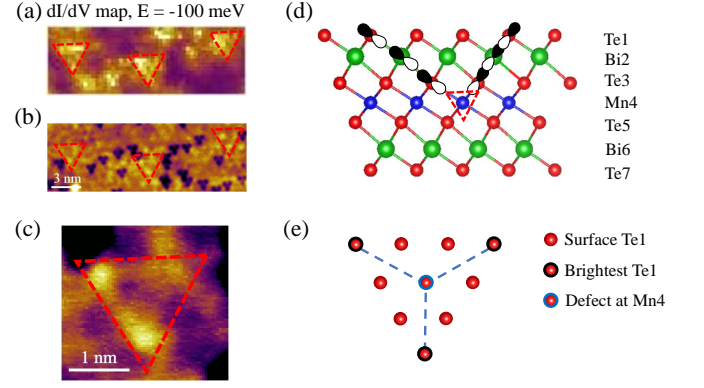 (a) dI/dV map, E = -100 meV
(b)
3 nm
(c)
1 nm
(d)
Te1
Bi2
Te3
Mn4
Te5
Bi6
Te7
(e)
Surface Te1
Brightest Te1
Defect at Mn4